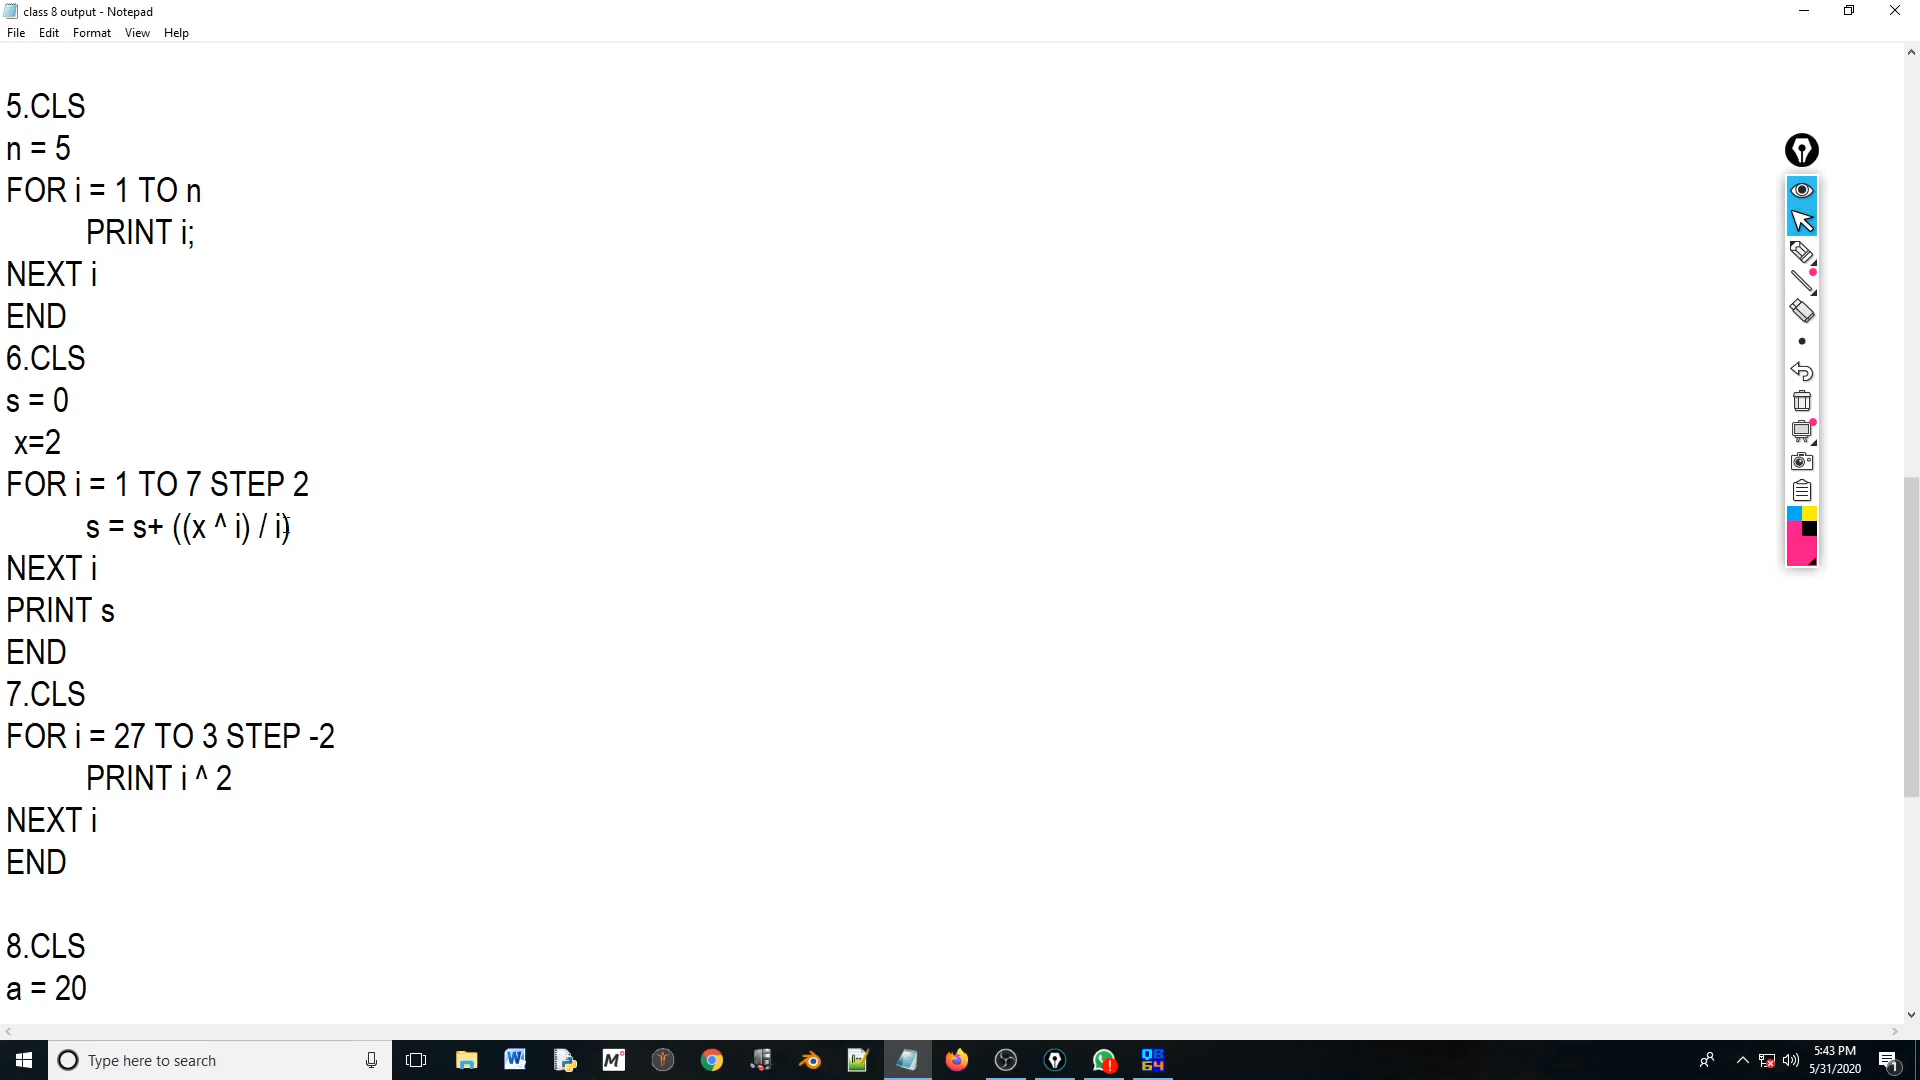 class 8 output - Notepad
File Edit Format View Help
5.CLS
n = 5
FOR i = 1 TO n
PRINT i;
NEXT i
END
6.CLS
s = 0
x=2
FOR i = 1 TO 7 STEP 2
s = s+ ((x ^ i) / i)
NEXT i
PRINT s
END
7.CLS
FOR i = 27 TO 3 STEP -2
PRINT i ^ 2
NEXT i
END
8.CLS
a = 20
Type here to search
5:43 PM
5/31/2020
1